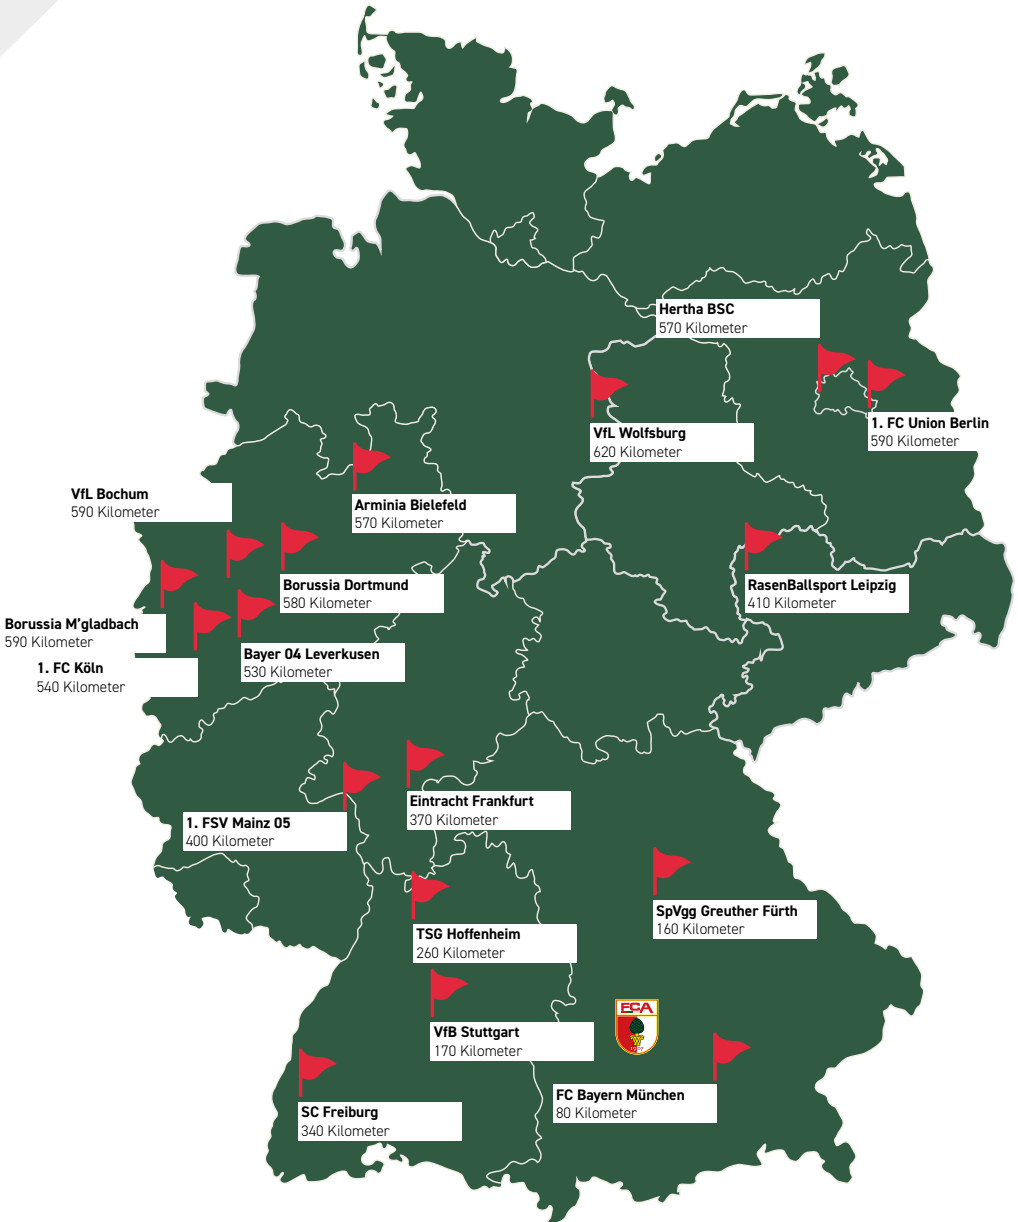 Hertha BSC
570 Kilometer
1. FC Union Berlin
590 Kilometer
VfL Wolfsburg
620 Kilometer
VfL Bochum
590 Kilometer
Arminia Bielefeld
570 Kilometer
Borussia Dortmund
580 Kilometer
RasenBallsport Leipzig
410 Kilometer
Borussia M'gladbach
590 Kilometer
1. FC Köln
540 Kilometer
Bayer 04 Leverkusen
530 Kilometer
Eintracht Frankfurt
370 Kilometer
1. FSV Mainz 05
400 Kilometer
SpVgg Greuther Fürth
160 Kilometer
TSG Hoffenheim
260 Kilometer
FCA
1907
VfB Stuttgart
170 Kilometer
FC Bayern München
80 Kilometer
SC Freiburg
340 Kilometer